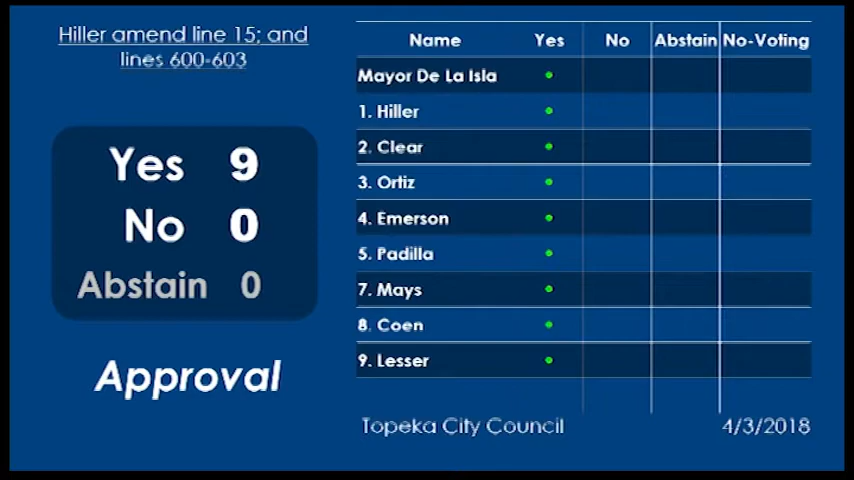 Hiller amend line 15; and
lines 600-603
Yes 9
No 0
Abstain 0
Approval
Name Yes No Abstain No-Voting
Mayor De La Isla
1. Hiller
2. Clear
3. Ortiz
4. Emerson
5. Padilla
7. Mays
8. Coen
9. Lesser
Topeka City Council 4/3/2018